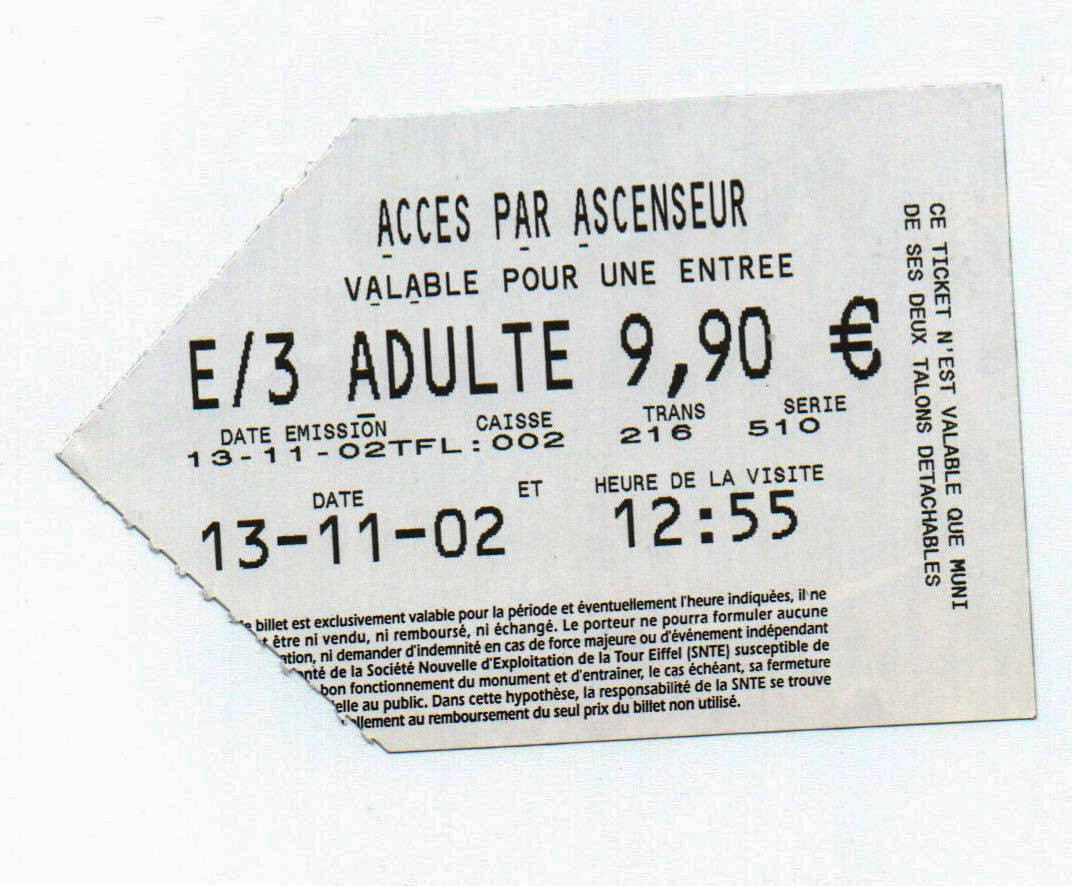 ACCES PAR ASCENSEUR
VALABLE POUR UNE ENTREE
E/3 ADULTE 9,90 €
DATE EMISSION CAISSE TRANS SERIE
13-11-02TFL:002 216 510
DATE ET HEURE DE LA VISITE
13-11-02 12:55
billet est exclusivement valable pour la période et éventuellement l'heure indiquées, il ne
être ni vendu, ni remboursé, ni échangé. Le porteur ne pourra formuler aucune
ation, ni demander d'indemnité en cas de force majeure ou d'événement indépendant
nté de la Société Nouvelle d'Exploitation de la Tour Eiffel (SNTE) susceptible de
bon fonctionnement du monument et d'entraîner, le cas échéant, sa fermeture
elle au public. Dans cette hypothèse, la responsabilité de la SNTE se trouve
llement au remboursement du seul prix du billet non utilisé.
CE TICKET N'EST VALABLE QUE MUNI
DE SES DEUX TALONS DETACHABLES